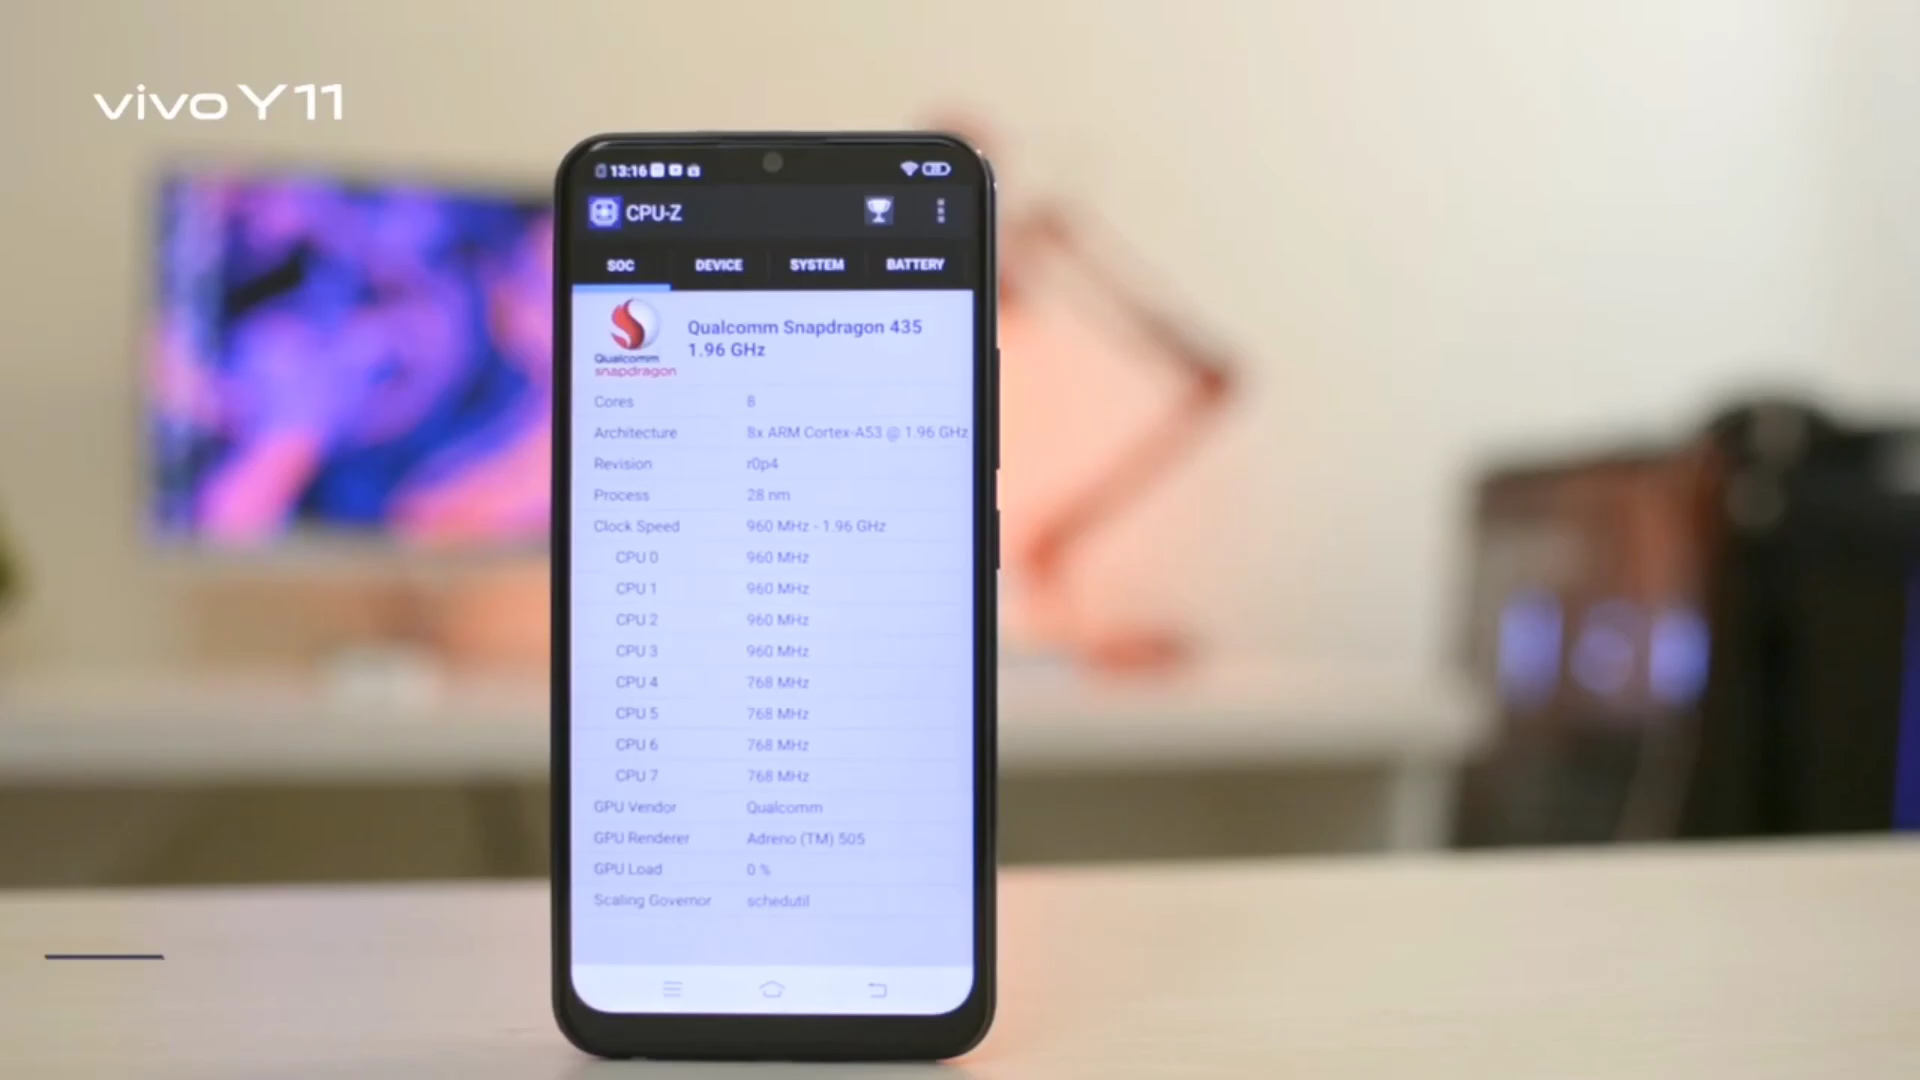 vivo Y11
13:16
CPU-Z
SOC DEVICE SYSTEM BATTERY
Qualcomm snapdragon
Qualcomm Snapdragon 435
1.96 GHz
Cores 8
Architecture 8x ARM Cortex-A53 @ 1.96 GHz
Revision r0p4
Process 28 nm
Clock Speed 960 MHz - 1.96 GHz
CPU 0 960 MHz
CPU 1 960 MHz
CPU 2 960 MHz
CPU 3 960 MHz
CPU 4 768 MHz
CPU 5 768 MHz
CPU 6 768 MHz
CPU 7 768 MHz
GPU Vendor Qualcomm
GPU Renderer Adreno (TM) 505
GPU Load 0 %
Scaling Governor schedutil